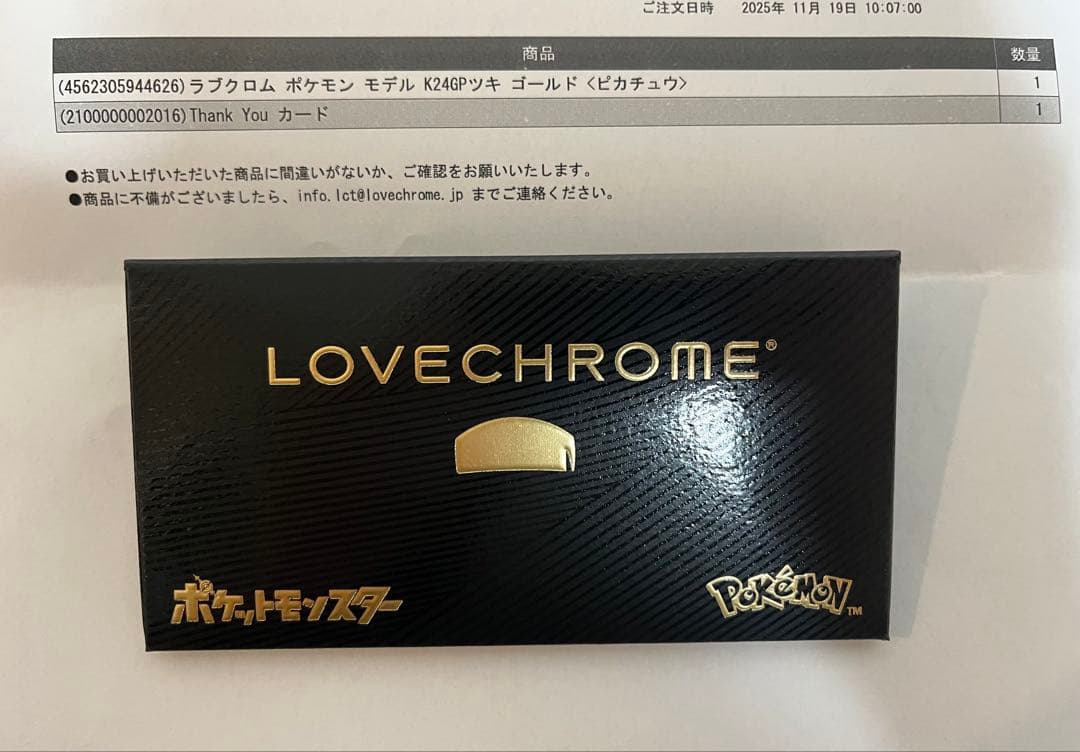 ご注文日時 2025年 11月 19日 10:07:00
商品 数量
(4562305944626)ラブクロム ポケモン モデル K24GPツキ ゴールド <ピカチュウ> 1
(2100000002016)Thank You カード 1
●お買い上げいただいた商品に間違いがないか、ご確認をお願いいたします。
●商品に不備がございましたら、info.lct@lovechrome.jp までご連絡ください。
LOVECHROME®
ポケットモンスター
POKéMON™